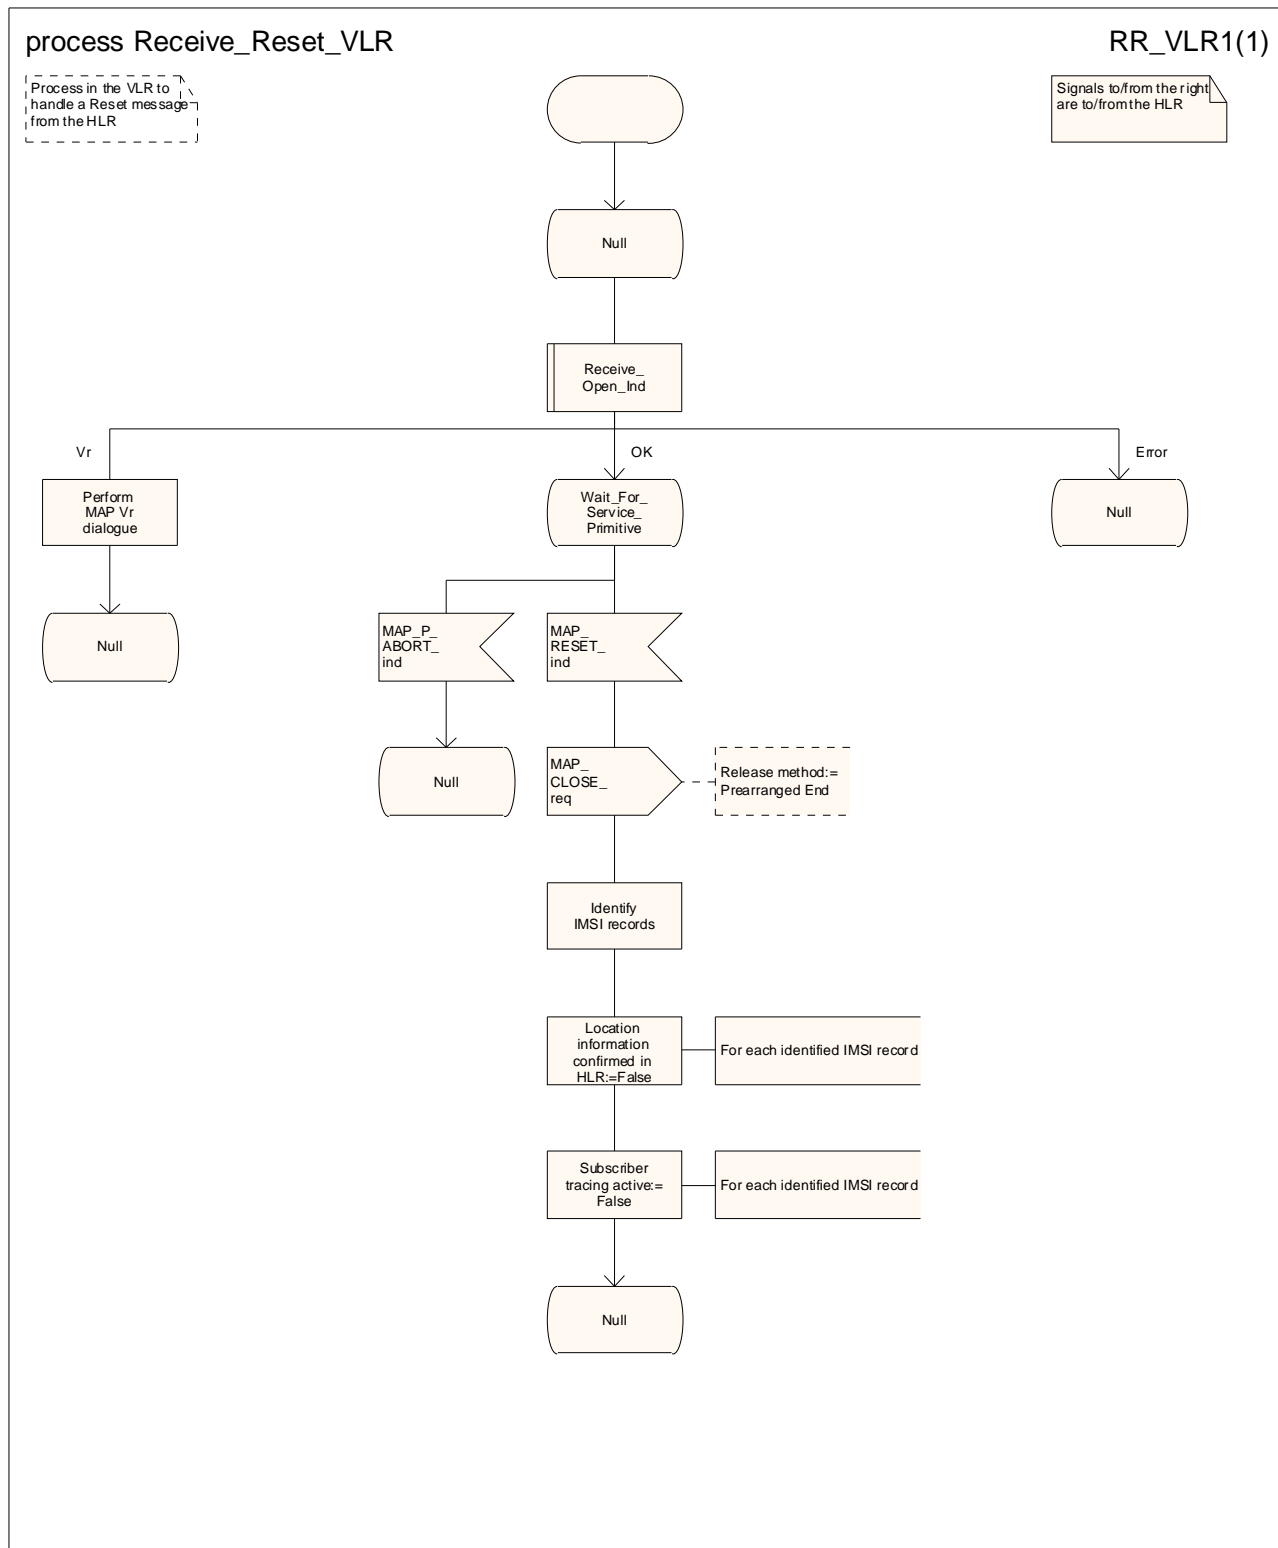 process Receive_Reset_VLR
RR_VLR1(1)
Process in the VLR to
handle a Reset message
from the HLR
Signals to/from the right
are to/from the HLR
Null
Receive_
Open_Ind
Vr
OK
Error
Perform
MAP Vr
dialogue
Wait_For_
Service_
Primitive
Null
Null
MAP_P_
ABORT_
ind
MAP_
RESET_
ind
Null
MAP_
CLOSE_
req
Release method:=
Prearranged End
Identify
IMSI records
Location
information
confirmed in
HLR:=False
For each identified IMSI record
Subscriber
tracing active:=
False
For each identified IMSI record
Null